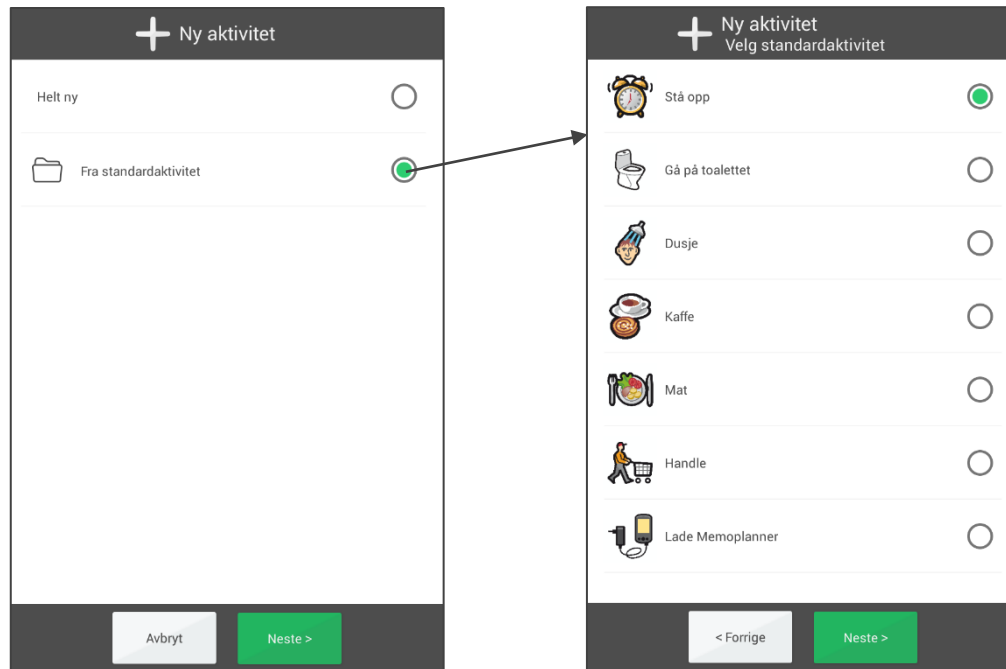 Ny aktivitet
Helt ny
Fra standardaktivitet
Avbryt
Neste >
Ny aktivitet
Velg standardaktivitet
Stå opp
Gå på toalettet
Dusje
Kaffe
Mat
Handle
Lade Memoplanner
< Forrige
Neste >